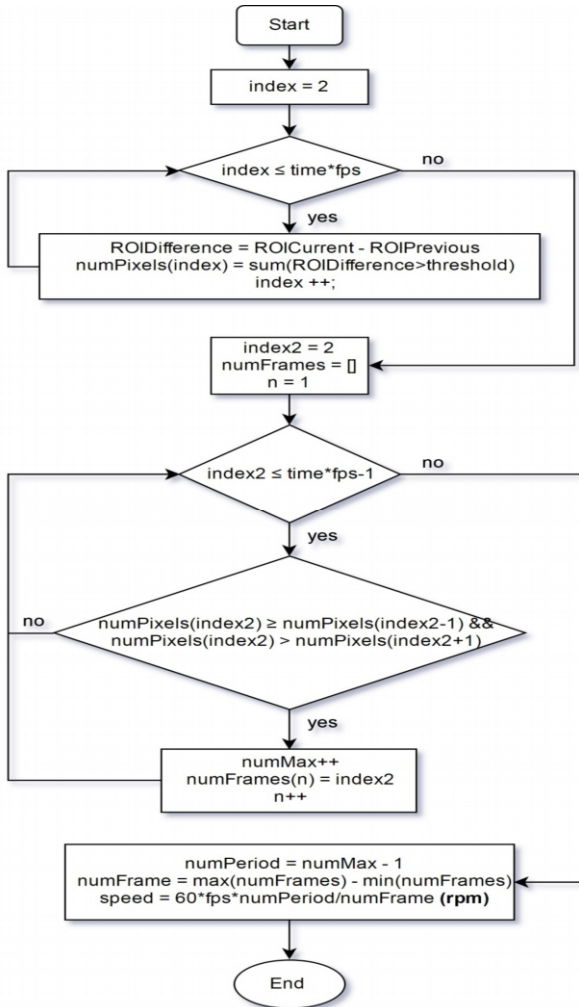 Start
index = 2
index ≤ time*fps
no
yes
ROIDifference = ROICurrent - ROIPrevious
numPixels(index) = sum(ROIDifference>threshold)
index ++;
index2 = 2
numFrames = []
n = 1
index2 ≤ time*fps-1
no
yes
no
numPixels(index2) ≥ numPixels(index2-1) &&
numPixels(index2) > numPixels(index2+1)
yes
numMax++
numFrames(n) = index2
n++
numPeriod = numMax - 1
numFrame = max(numFrames) - min(numFrames)
speed = 60*fps*numPeriod/numFrame (rpm)
End